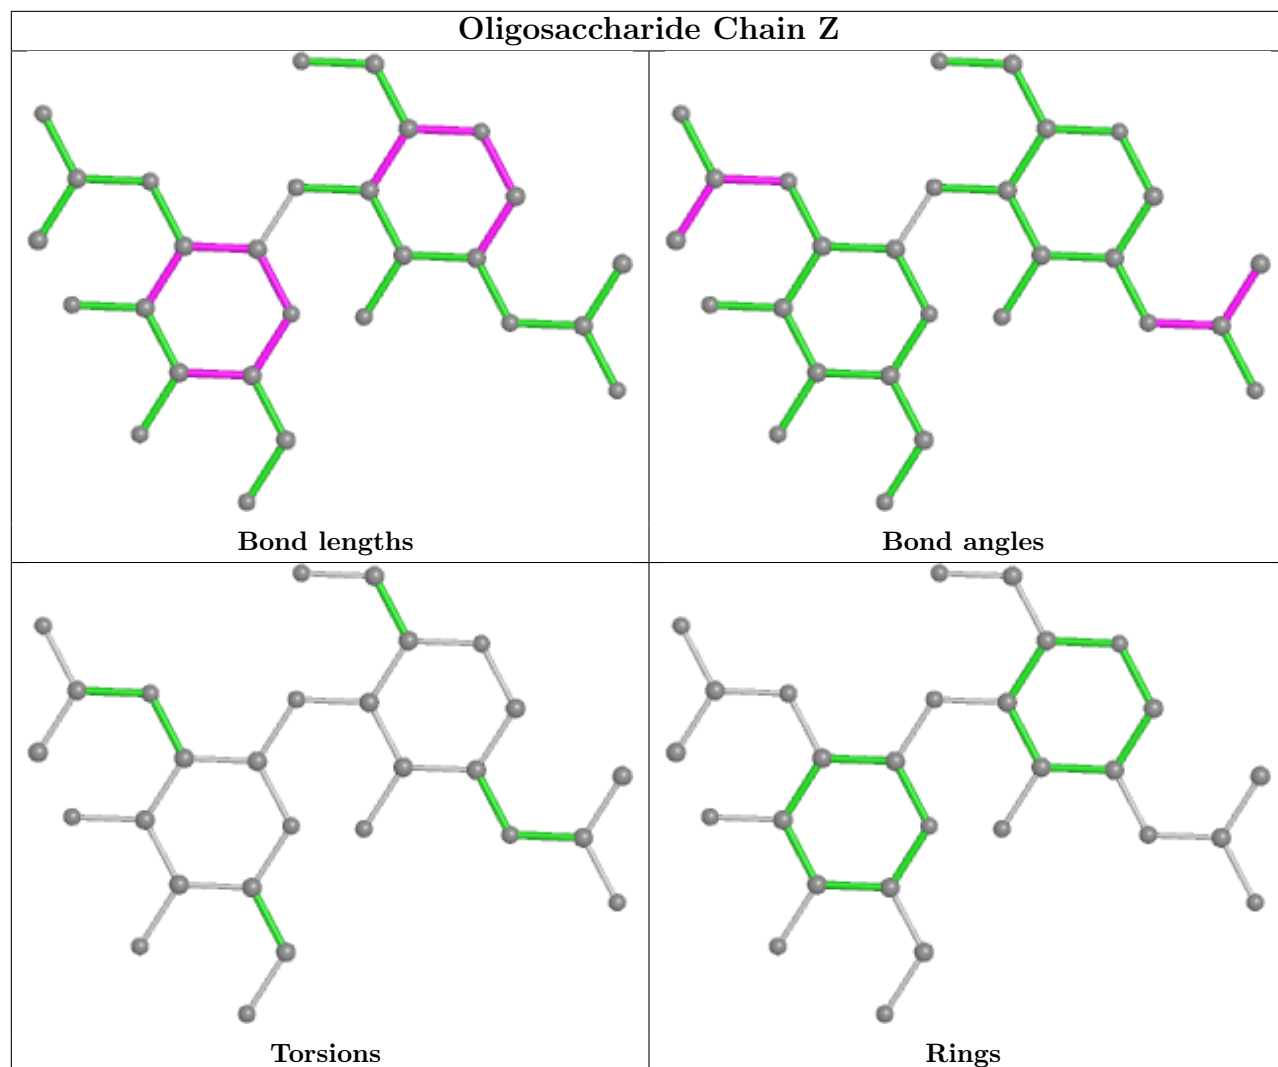 Oligosaccharide Chain Z
Bond lengths
Bond angles
Torsions
Rings